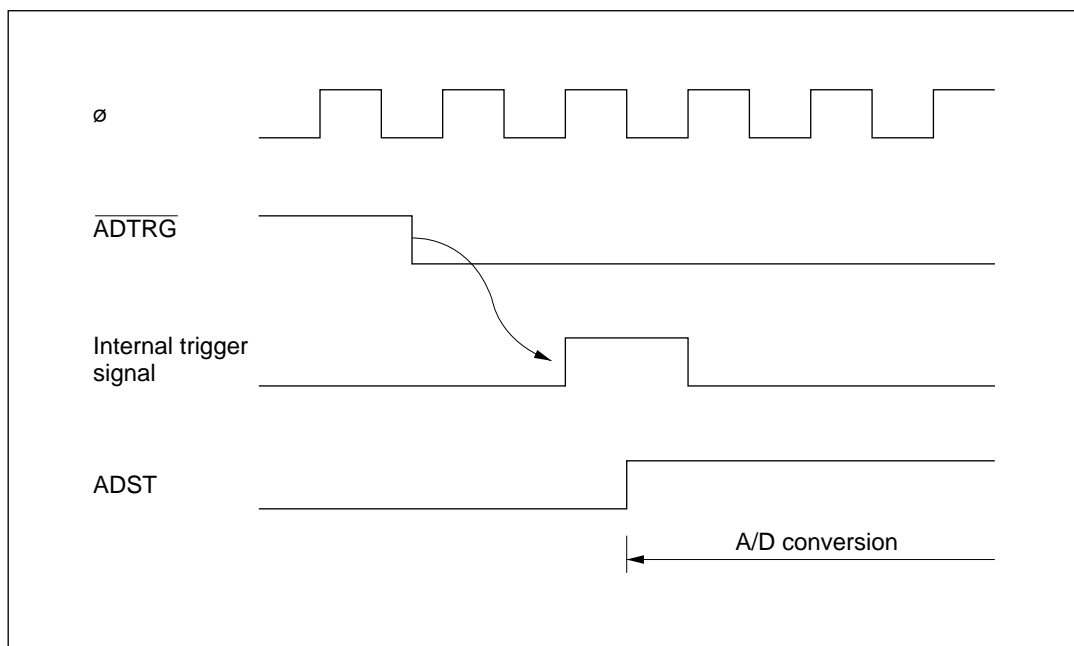 ø
ADTRG
Internal trigger
signal
ADST
A/D conversion